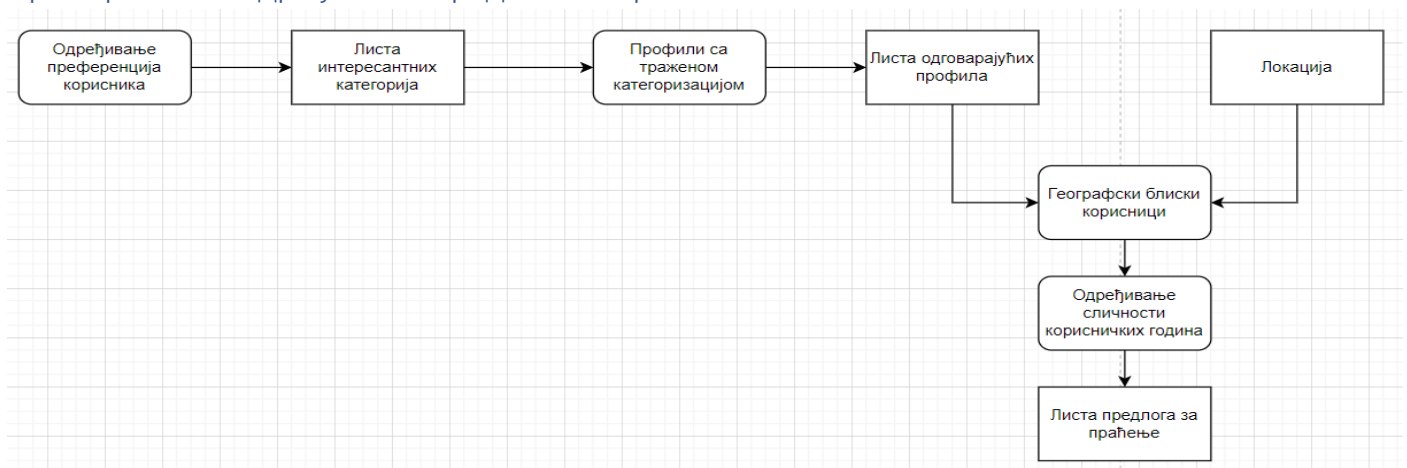 Одређивање
преференција
корисника
Листа
интересантних
категорија
Профили са
траженом
категоризацијом
Листа одговарајућих
профила
Локација
Географски блиски
корисници
Одређивање
сличности
корисничких година
Листа предлога за
праћење